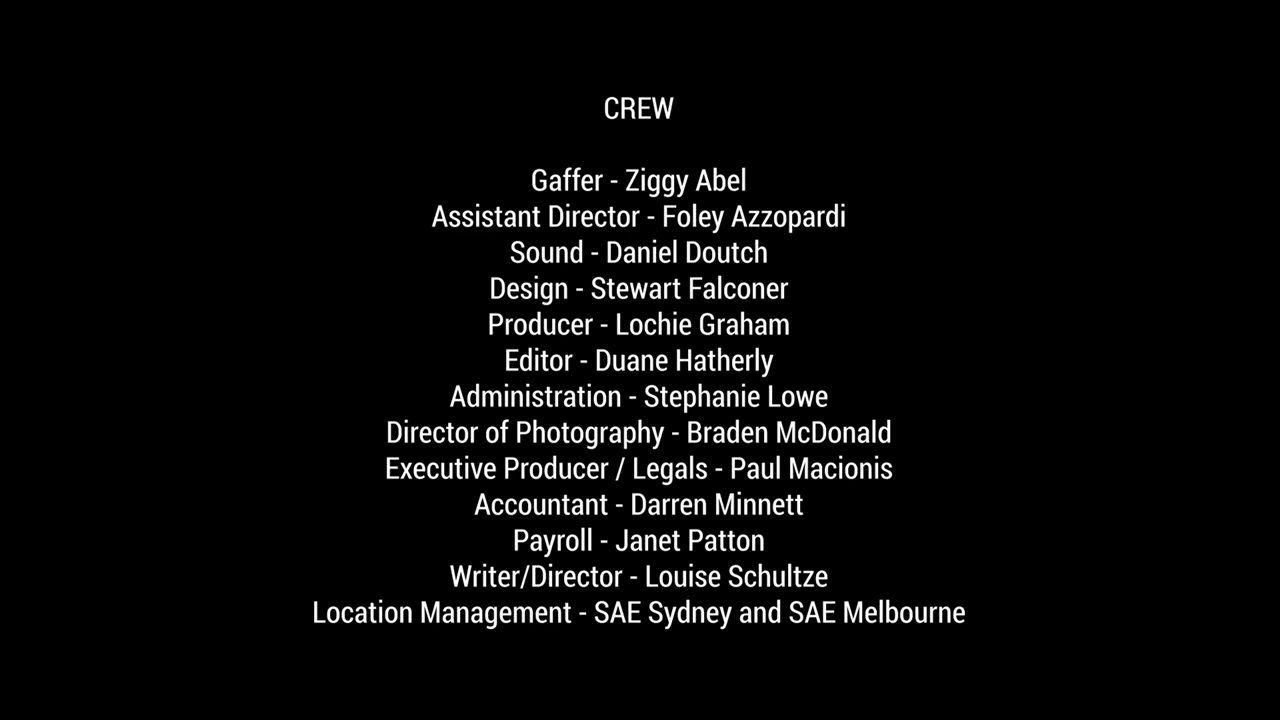 CREW
Gaffer - Ziggy Abel
Assistant Director - Foley Azzopardi
Sound - Daniel Doutch
Design - Stewart Falconer
Producer - Lochie Graham
Editor - Duane Hatherly
Administration - Stephanie Lowe
Director of Photography - Braden McDonald
Executive Producer / Legals - Paul Macionis
Accountant - Darren Minnett
Payroll - Janet Patton
Writer/Director - Louise Schultze
Location Management - SAE Sydney and SAE Melbourne